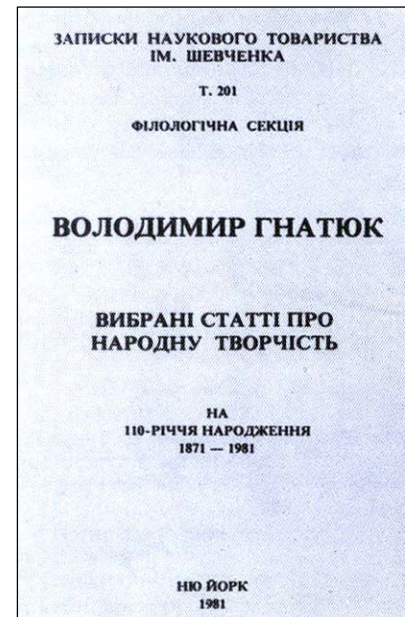 ЗАПИСКИ НАУКОВОГО ТОВАРИСТВА
ІМ. ШЕВЧЕНКА
Т. 201
ФІЛОЛОГІЧНА СЕКЦІЯ
ВОЛОДИМИР ГНАТЮК
ВИБРАНІ СТАТТІ ПРО
НАРОДНУ ТВОРЧІСТЬ
НА
110-РІЧЧЯ НАРОДЖЕННЯ
1871 — 1981
НЮ ЙОРК
1981